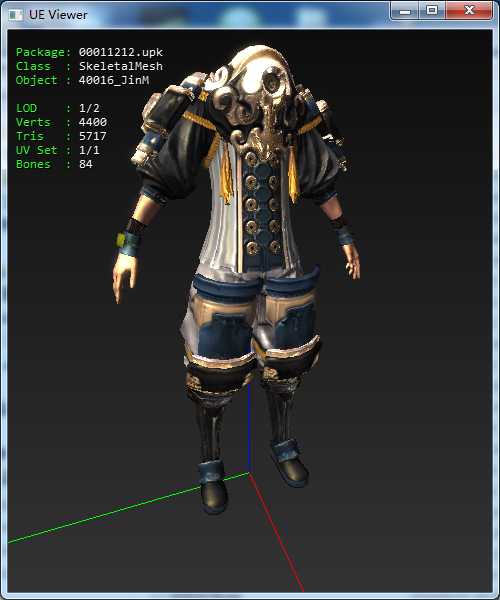 UE Viewer
Package: 00011212.upk
Class : SkeletalMesh
Object : 40016_JinM
LOD : 1/2
Verts : 4400
Tris : 5717
UV Set : 1/1
Bones : 84